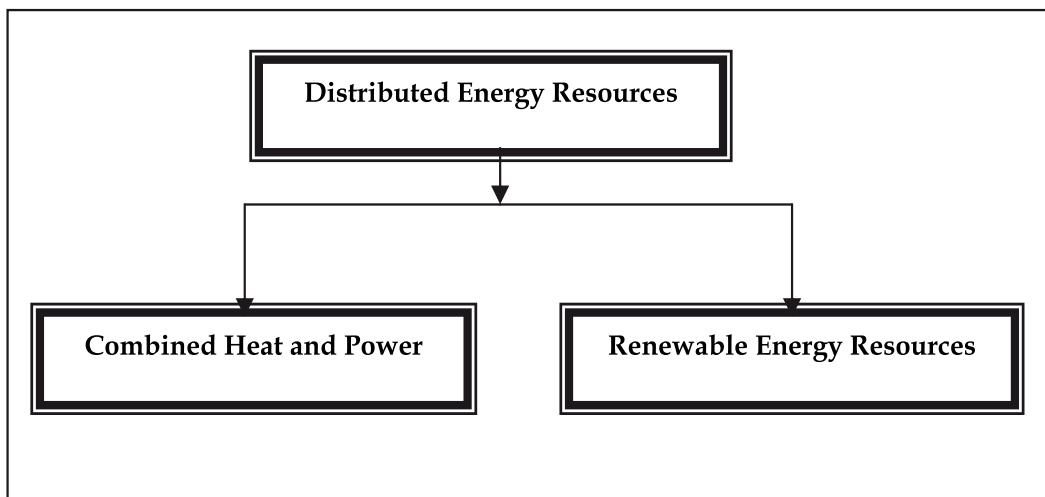 Distributed Energy Resources
Combined Heat and Power
Renewable Energy Resources